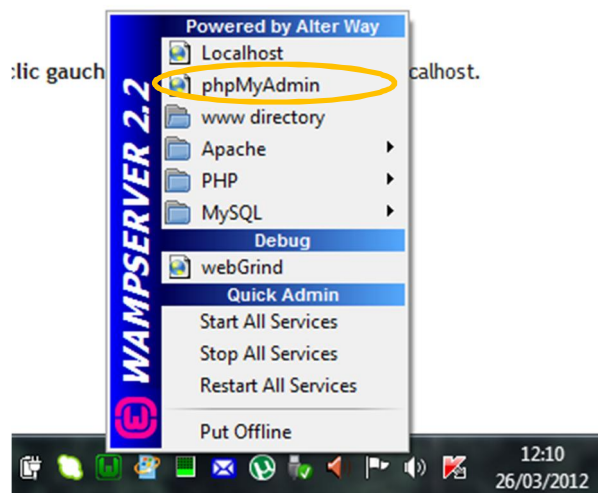 Powered by Alter Way
Localhost
:lic gauch
phpMyAdmin
calhost.
www directory
Apache
PHP
MySQL
Debug
webGrind
Quick Admin
Start All Services
Stop All Services
Restart All Services
Put Offline
WAMPSERVER 2.2
12:10
26/03/2012